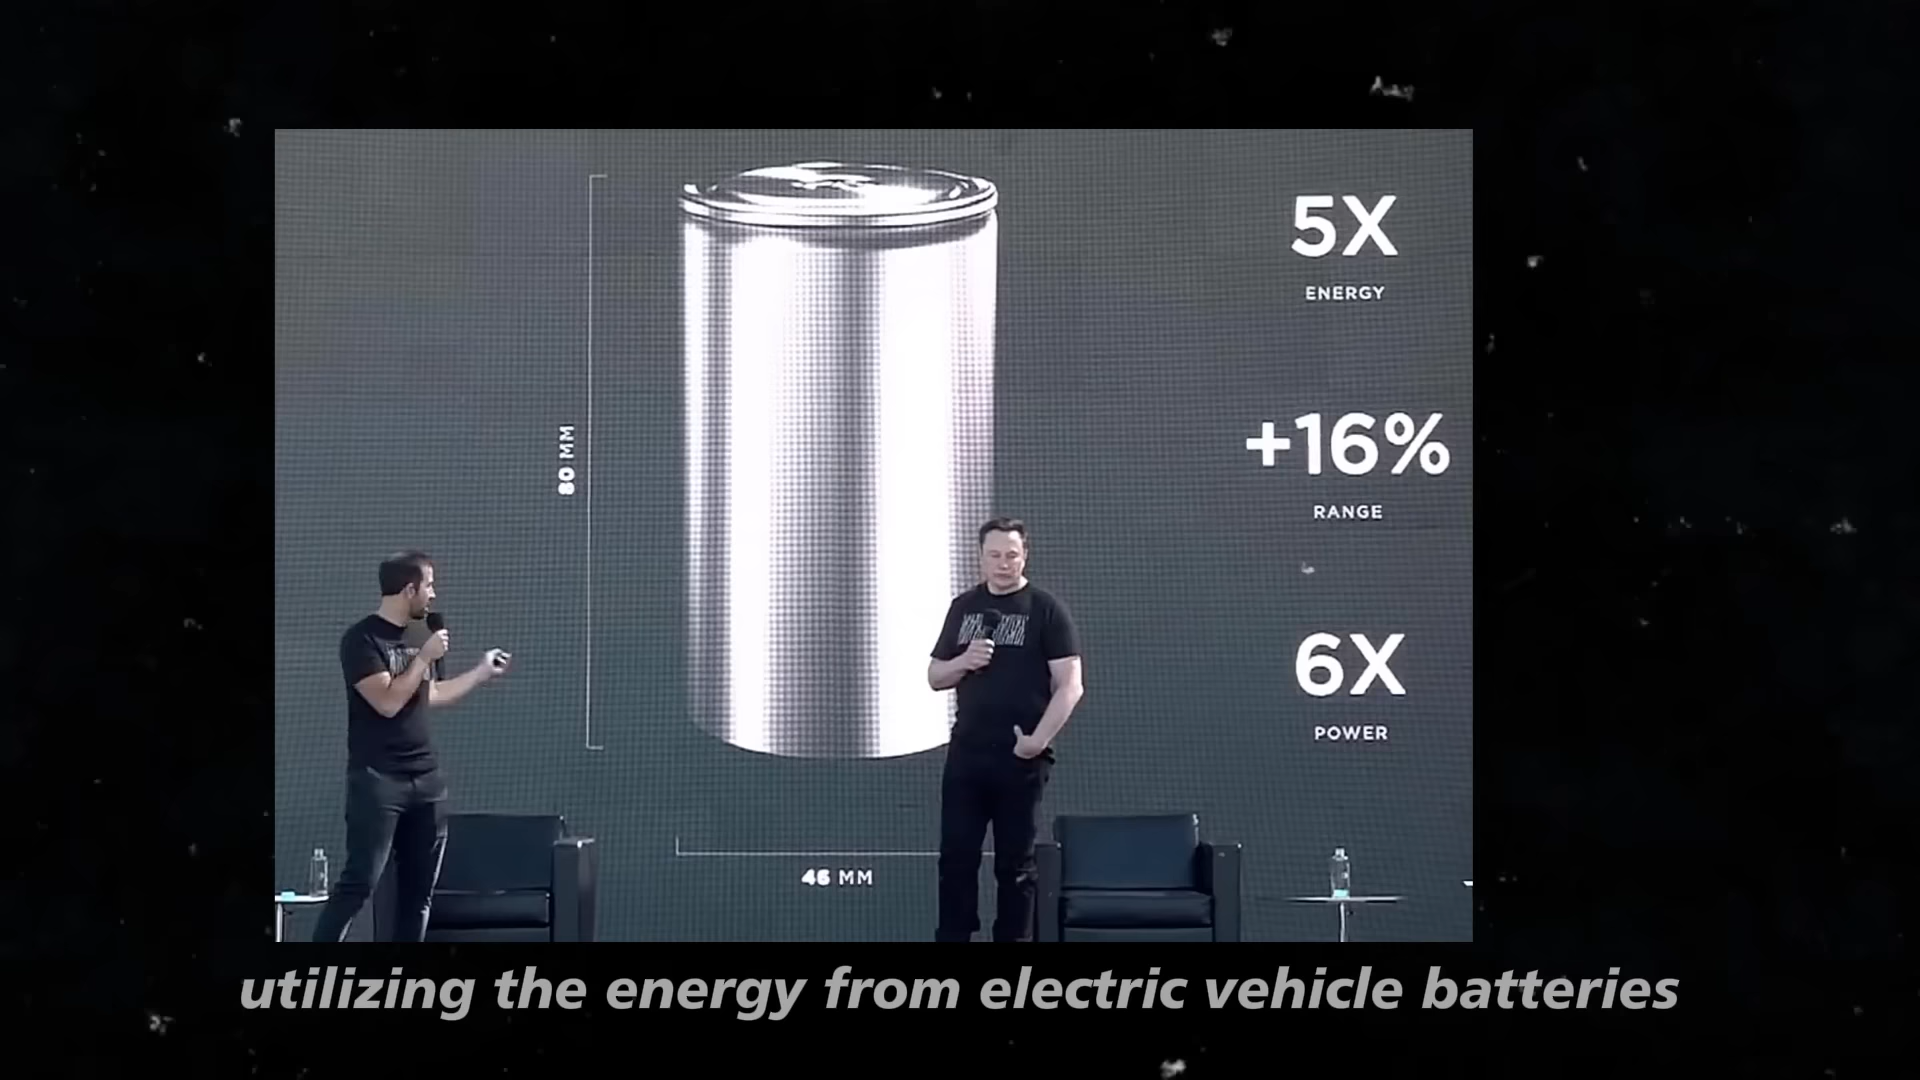 5X
ENERGY
+16%
RANGE
6X
POWER
80 MM
46 MM
utilizing the energy from electric vehicle batteries